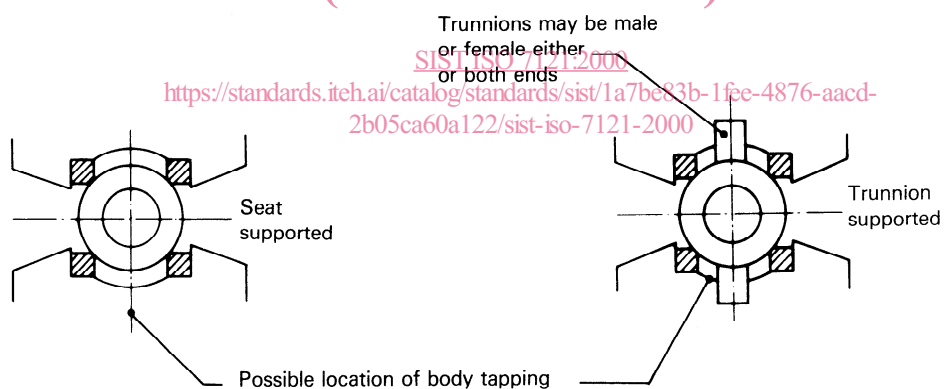 Trunnions may be male
or female either
or both ends
SIST ISO 7121:2000
https://standards.iteh.ai/catalog/standards/sist/1a7be83b-1fee-4876-aacd-
2b05ca60a122/sist-iso-7121-2000
Seat
supported
Trunnion
supported
Possible location of body tapping